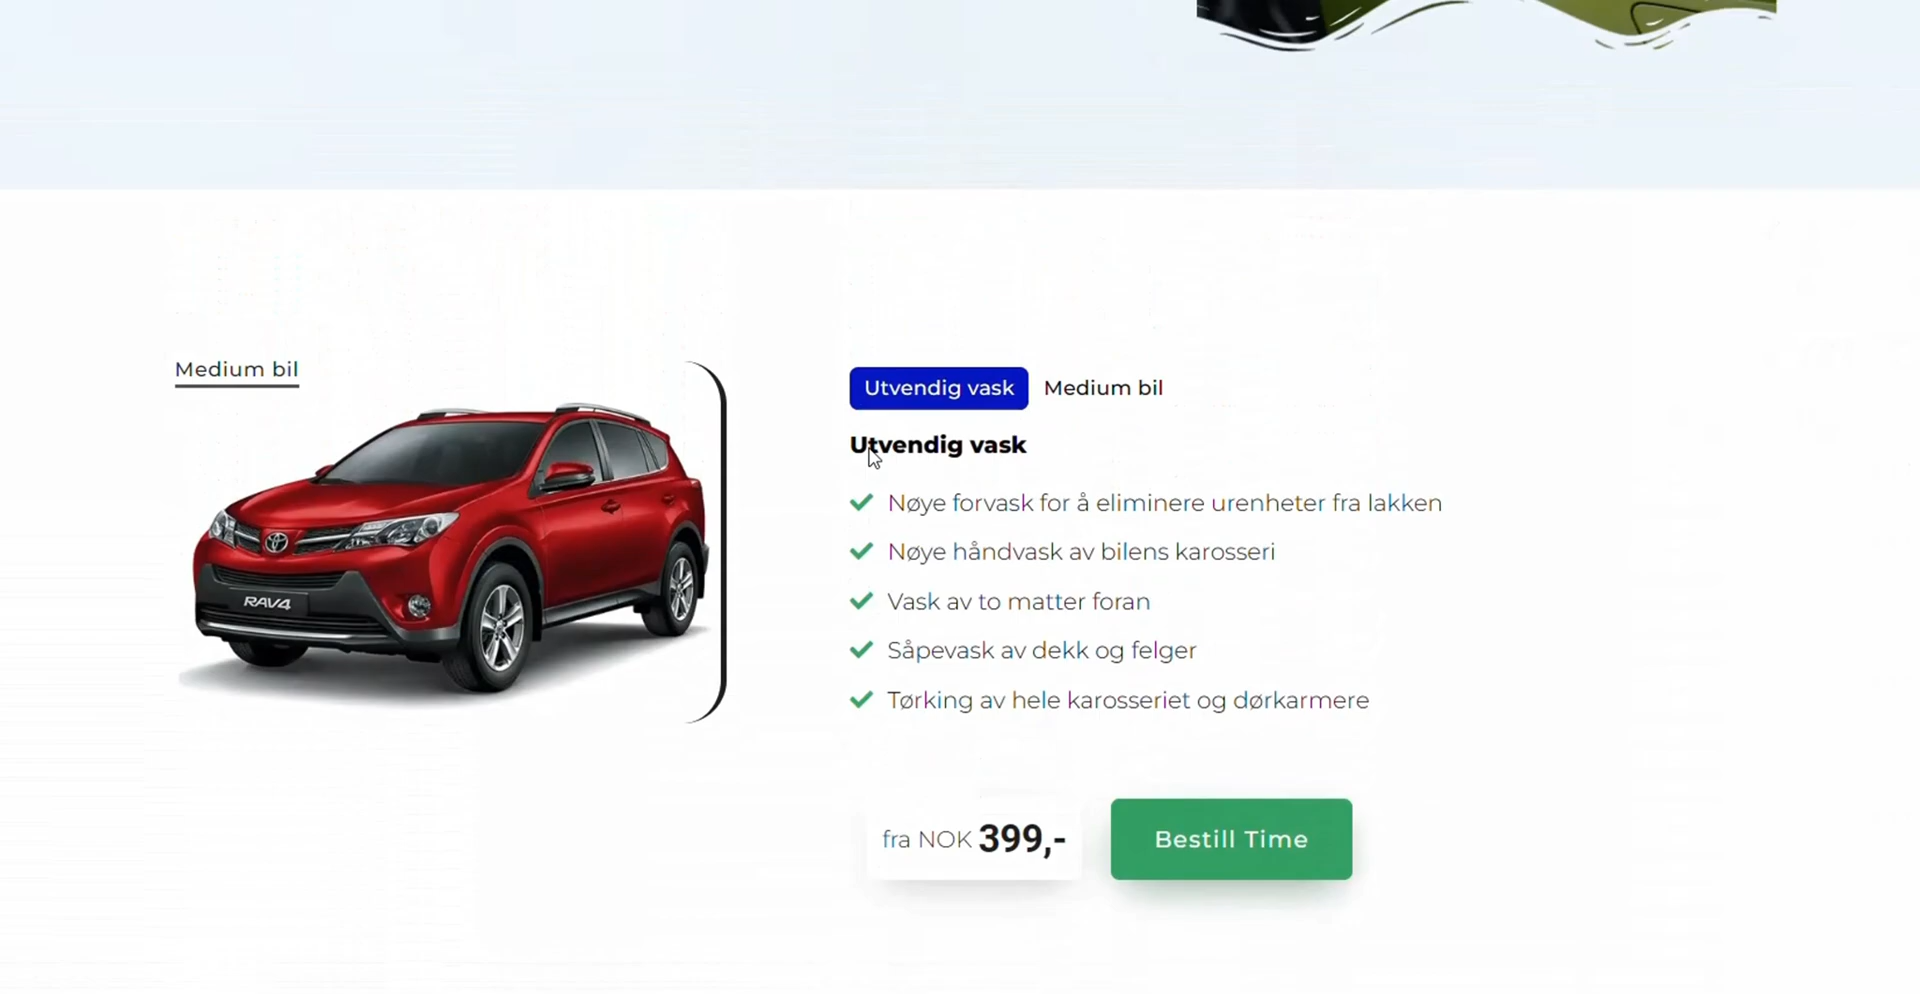 Medium bil
RAV4
Utvendig vask Medium bil
Utvendig vask
Nøye forvask for å eliminere urenheter fra lakken
Nøye håndvask av bilens karosseri
Vask av to matter foran
Såpevask av dekk og felger
Tørking av hele karosseriet og dørkarmere
fra NOK 399,-
Bestill Time